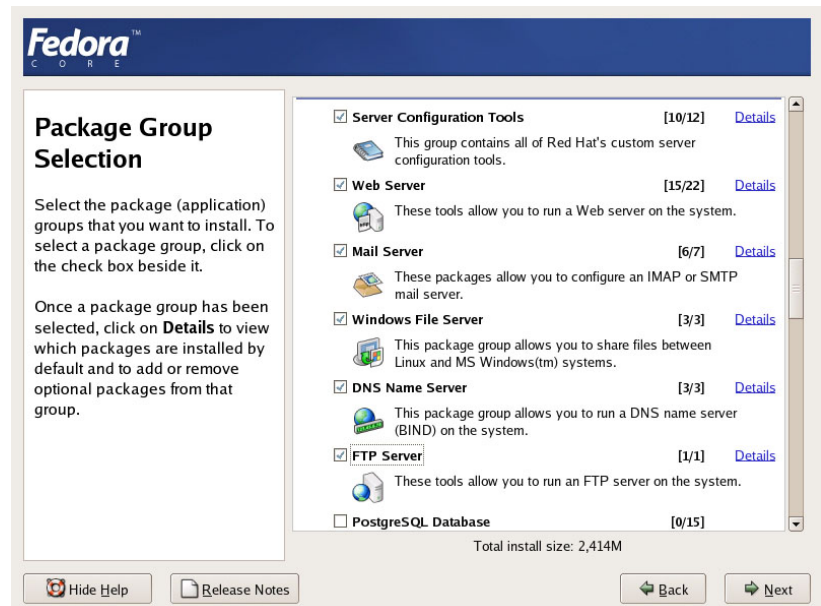 Fedora™
CORE
Package Group
Selection
Select the package (application)
groups that you want to install. To
select a package group, click on
the check box beside it.
Once a package group has been
selected, click on Details to view
which packages are installed by
default and to add or remove
optional packages from that
group.
Server Configuration Tools [10/12] Details
This group contains all of Red Hat's custom server
configuration tools.
Web Server [15/22] Details
These tools allow you to run a Web server on the system.
Mail Server [6/7] Details
These packages allow you to configure an IMAP or SMTP
mail server.
Windows File Server [3/3] Details
This package group allows you to share files between
Linux and MS Windows(tm) systems.
DNS Name Server [3/3] Details
This package group allows you to run a DNS name server
(BIND) on the system.
FTP Server [1/1] Details
These tools allow you to run an FTP server on the system.
PostgreSQL Database [0/15]
Total install size: 2,414M
Hide Help
Release Notes
Back
Next